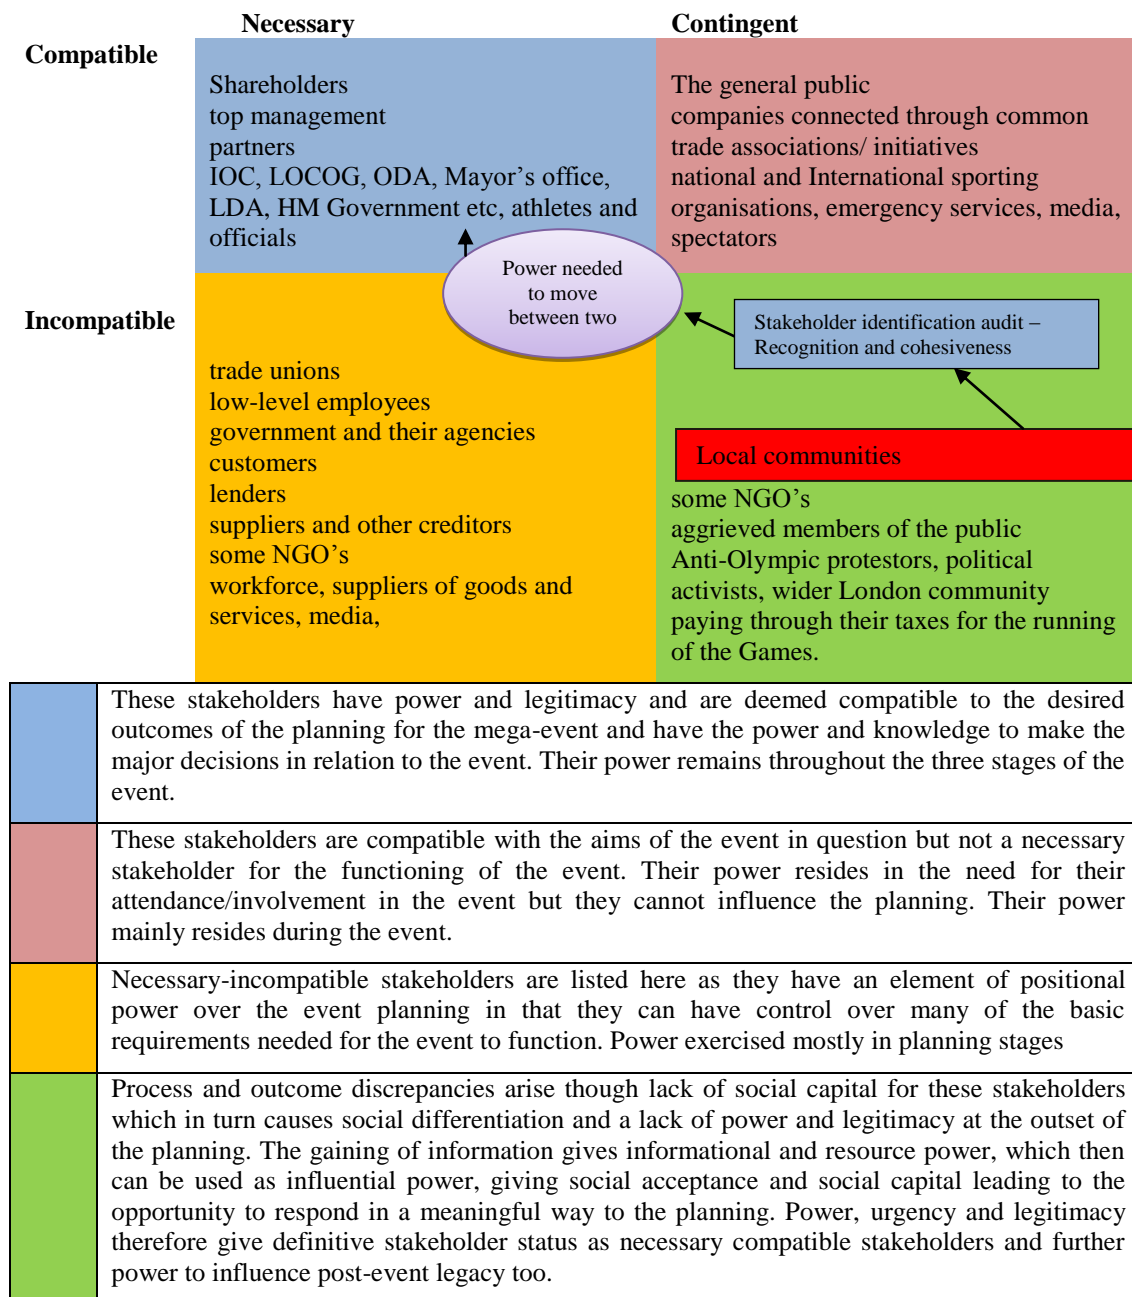 Necessary
Contingent
Compatible
Shareholders
top management
partners
IOC, LOCOG, ODA, Mayor's office,
LDA, HM Government etc, athletes and
officials
The general public
companies connected through common
trade associations/ initiatives
national and International sporting
organisations, emergency services, media,
spectators
Power needed
to move
between two
Incompatible
Stakeholder identification audit –
Recognition and cohesiveness
trade unions
low-level employees
government and their agencies
customers
lenders
suppliers and other creditors
some NGO's
workforce, suppliers of goods and
services, media,
Local communities
some NGO's
aggrieved members of the public
Anti-Olympic protestors, political
activists, wider London community
paying through their taxes for the running
of the Games.
These stakeholders have power and legitimacy and are deemed compatible to the desired
outcomes of the planning for the mega-event and have the power and knowledge to make the
major decisions in relation to the event. Their power remains throughout the three stages of the
event.
These stakeholders are compatible with the aims of the event in question but not a necessary
stakeholder for the functioning of the event. Their power resides in the need for their
attendance/involvement in the event but they cannot influence the planning. Their power
mainly resides during the event.
Necessary-incompatible stakeholders are listed here as they have an element of positional
power over the event planning in that they can have control over many of the basic
requirements needed for the event to function. Power exercised mostly in planning stages
Process and outcome discrepancies arise though lack of social capital for these stakeholders
which in turn causes social differentiation and a lack of power and legitimacy at the outset of
the planning. The gaining of information gives informational and resource power, which then
can be used as influential power, giving social acceptance and social capital leading to the
opportunity to respond in a meaningful way to the planning. Power, urgency and legitimacy
therefore give definitive stakeholder status as necessary compatible stakeholders and further
power to influence post-event legacy too.